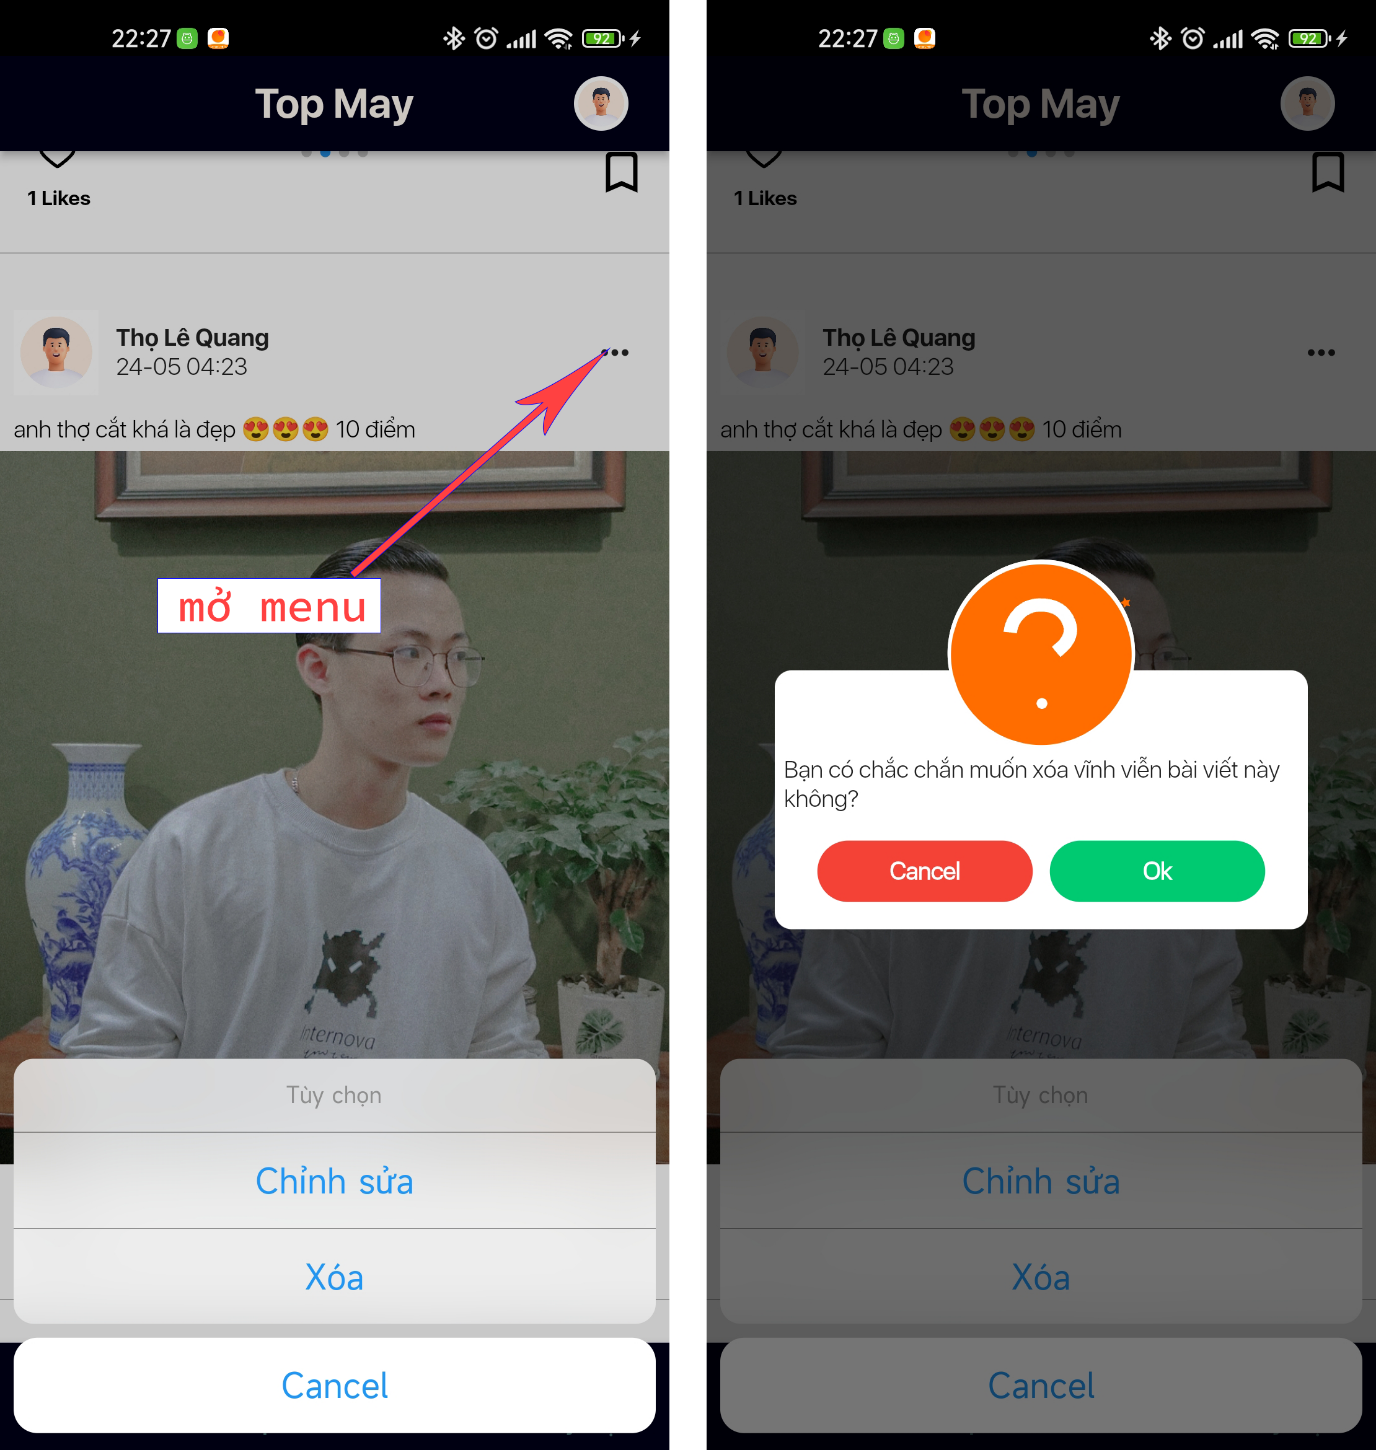 22:27
92
Top May
1 Likes
Thọ Lê Quang
24-05 04:23
anh thợ cắt khá là đẹp 😍😍😍 10 điểm
mở menu
Internova
Tùy chọn
Chỉnh sửa
Xóa
Cancel
22:27
92
Top May
1 Likes
Thọ Lê Quang
24-05 04:23
anh thợ cắt khá là đẹp 😍😍😍 10 điểm
Bạn có chắc chắn muốn xóa vĩnh viễn bài viết này
không?
Cancel
Ok
Internova
Tùy chọn
Chỉnh sửa
Xóa
Cancel